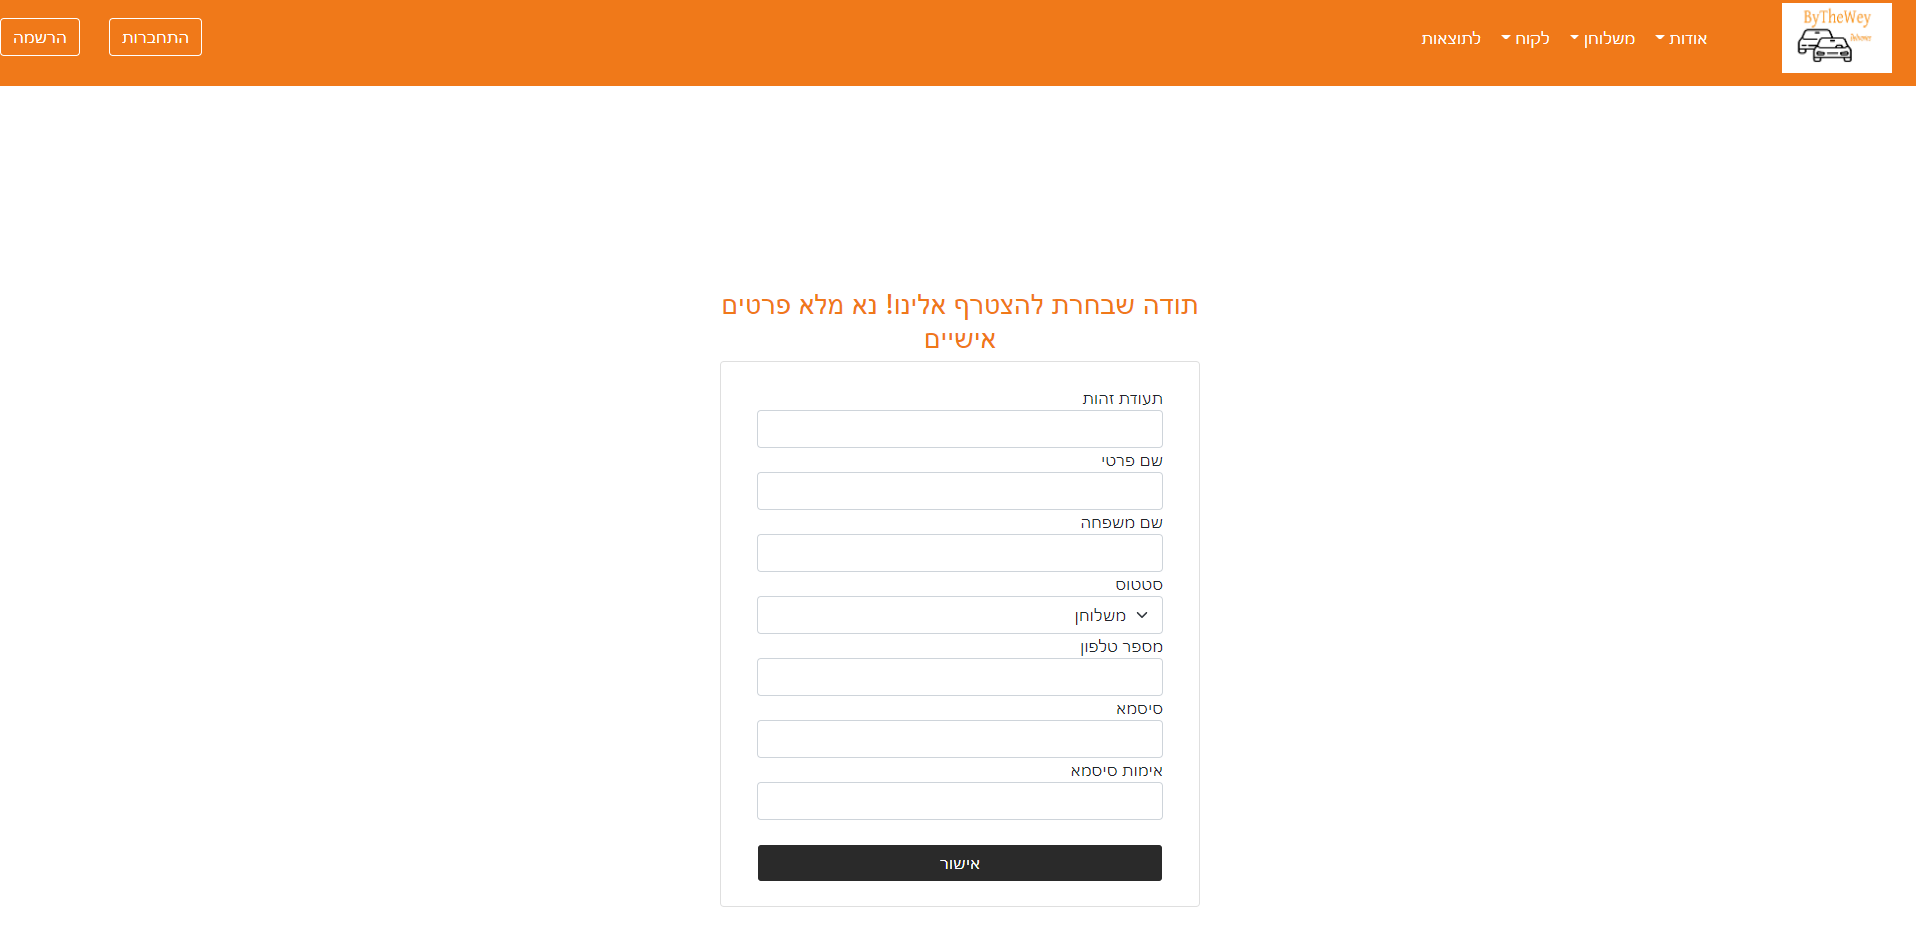 ByTheWey
Deliveries
אודות
משלוחן
לקוח
לתוצאות
התחברות
הרשמה
תודה שבחרת להצטרף אלינו! נא מלא פרטים
אישיים
תעודת זהות
שם פרטי
שם משפחה
סטטוס
משלוחן
מספר טלפון
סיסמא
אימות סיסמא
אישור